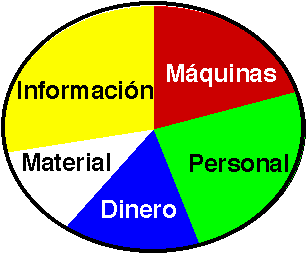 Máquinas
Información
Material
Personal
Dinero